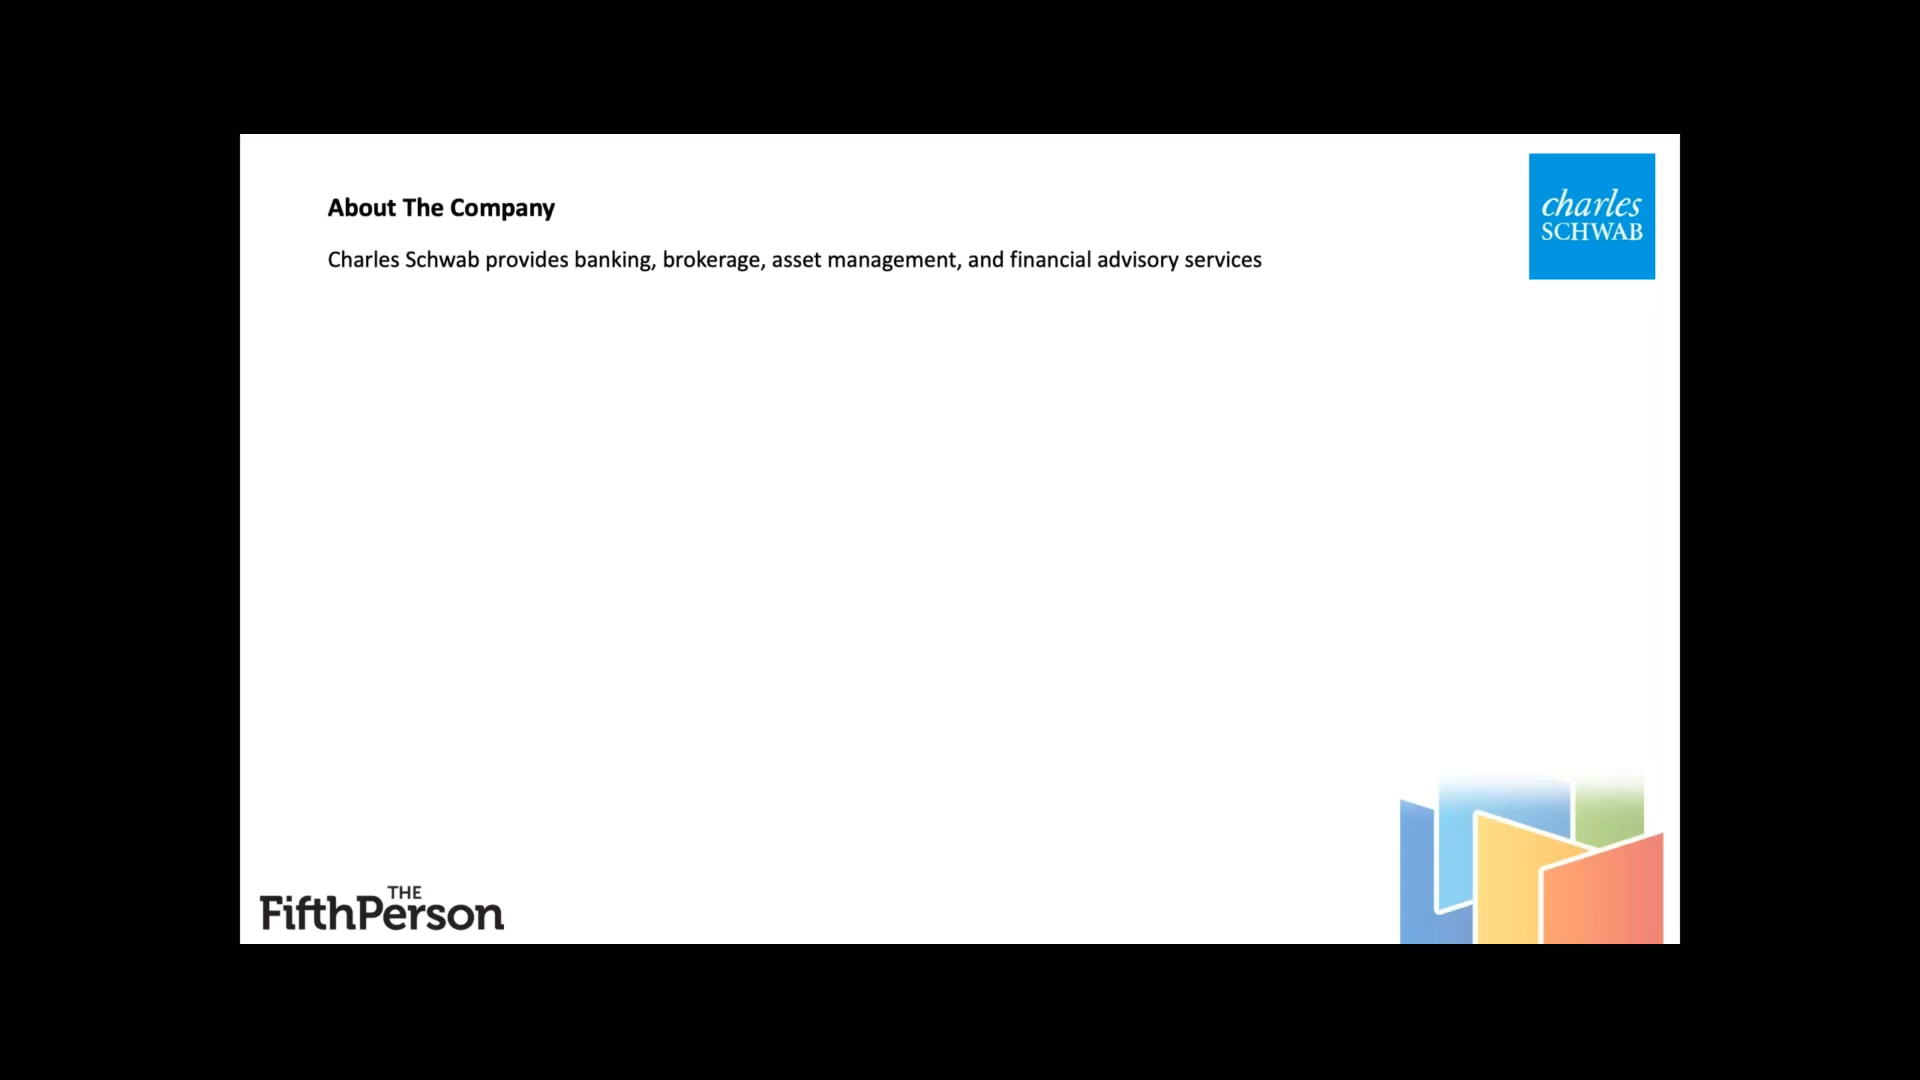 About The Company
Charles Schwab provides banking, brokerage, asset management, and financial advisory services
charles
SCHWAB
THE
FifthPerson